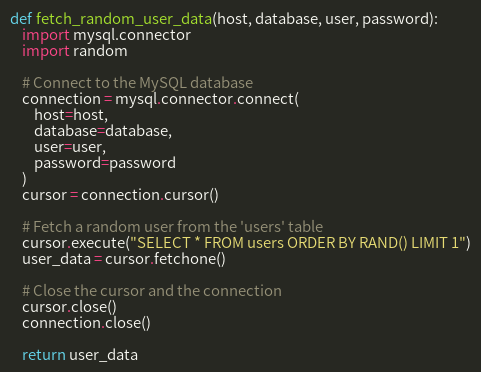 def fetch_random_user_data(host, database, user, password):
    import mysql.connector
    import random

    # Connect to the MySQL database
    connection = mysql.connector.connect(
        host=host,
        database=database,
        user=user,
        password=password
    )
    cursor = connection.cursor()

    # Fetch a random user from the 'users' table
    cursor.execute("SELECT * FROM users ORDER BY RAND() LIMIT 1")
    user_data = cursor.fetchone()

    # Close the cursor and the connection
    cursor.close()
    connection.close()

    return user_data